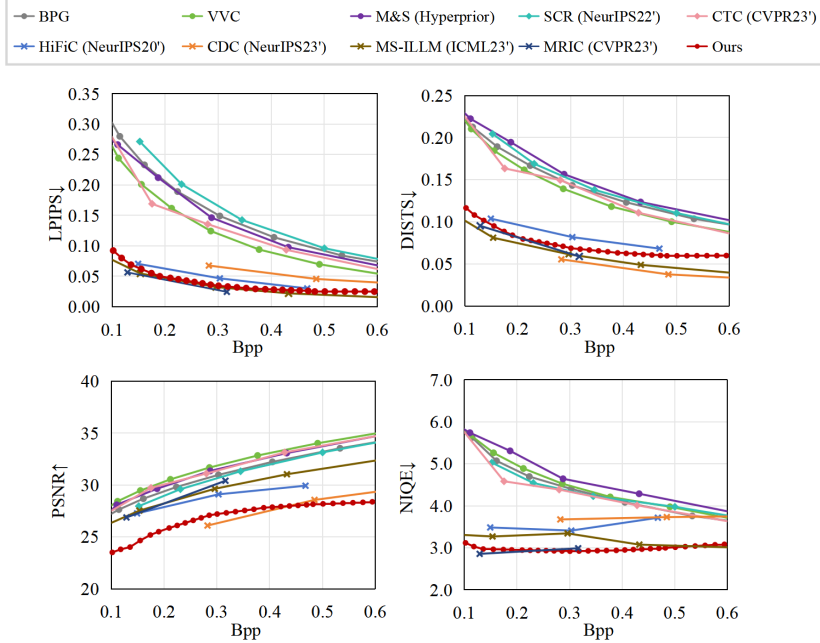 BPG VVC M&S (Hyperprior) SCR (NeurIPS22') CTC (CVPR23')
HiFiC (NeurIPS20') CDC (NeurIPS23') MS-ILLM (ICML23') MRIC (CVPR23') Ours
LPIPS↓
0.35
0.30
0.25
0.20
0.15
0.10
0.05
0.00
0.1 0.2 0.3 0.4 0.5 0.6
Bpp
DISTS↓
0.25
0.20
0.15
0.10
0.05
0.00
0.1 0.2 0.3 0.4 0.5 0.6
Bpp
PSNR↑
40
35
30
25
20
0.1 0.2 0.3 0.4 0.5 0.6
Bpp
NIQE↓
7.0
6.0
5.0
4.0
3.0
2.0
0.1 0.2 0.3 0.4 0.5 0.6
Bpp